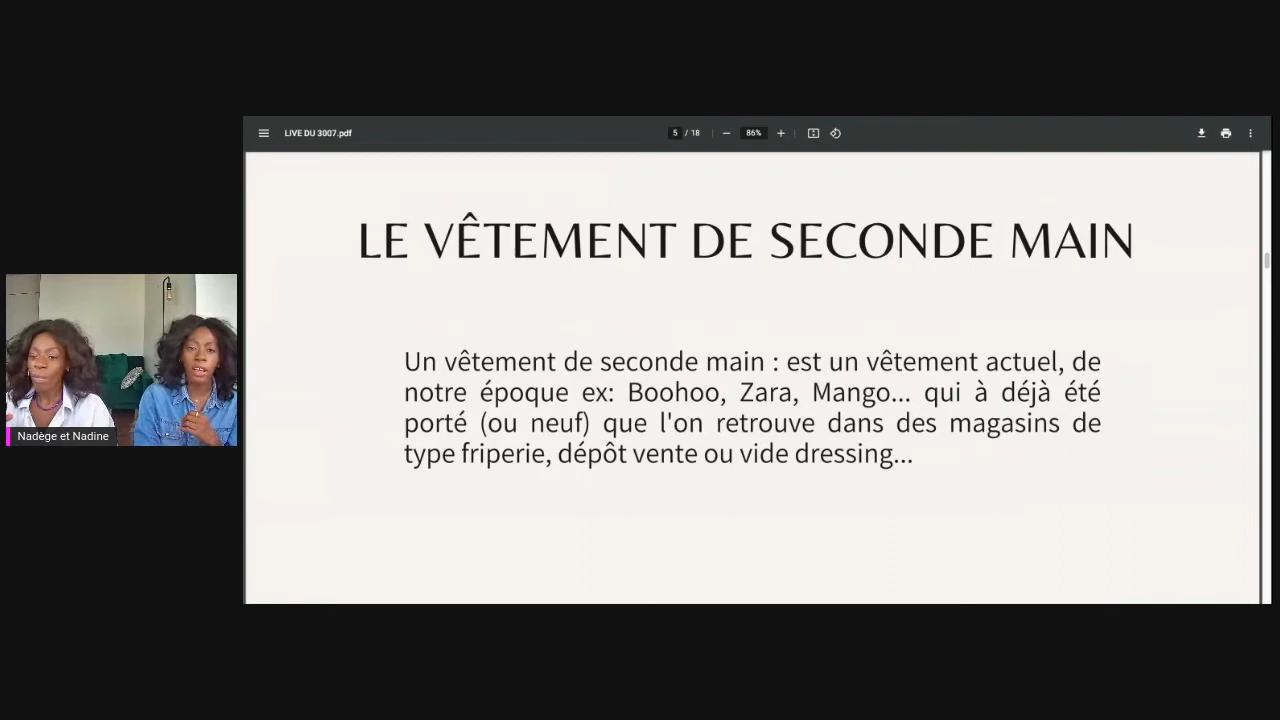 LIVE DU 3007.pdf
5 / 18
86%
LE VÊTEMENT DE SECONDE MAIN
Un vêtement de seconde main : est un vêtement actuel, de
notre époque ex: Boohoo, Zara, Mango... qui à déjà été
porté (ou neuf) que l'on retrouve dans des magasins de
type friperie, dépôt vente ou vide dressing...
Nadège et Nadine